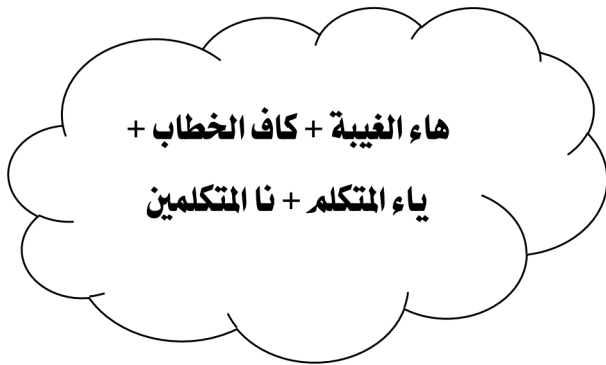 هاء الغيبة + كاف الخطاب +
ياء المتكلم + نا المتكلمين